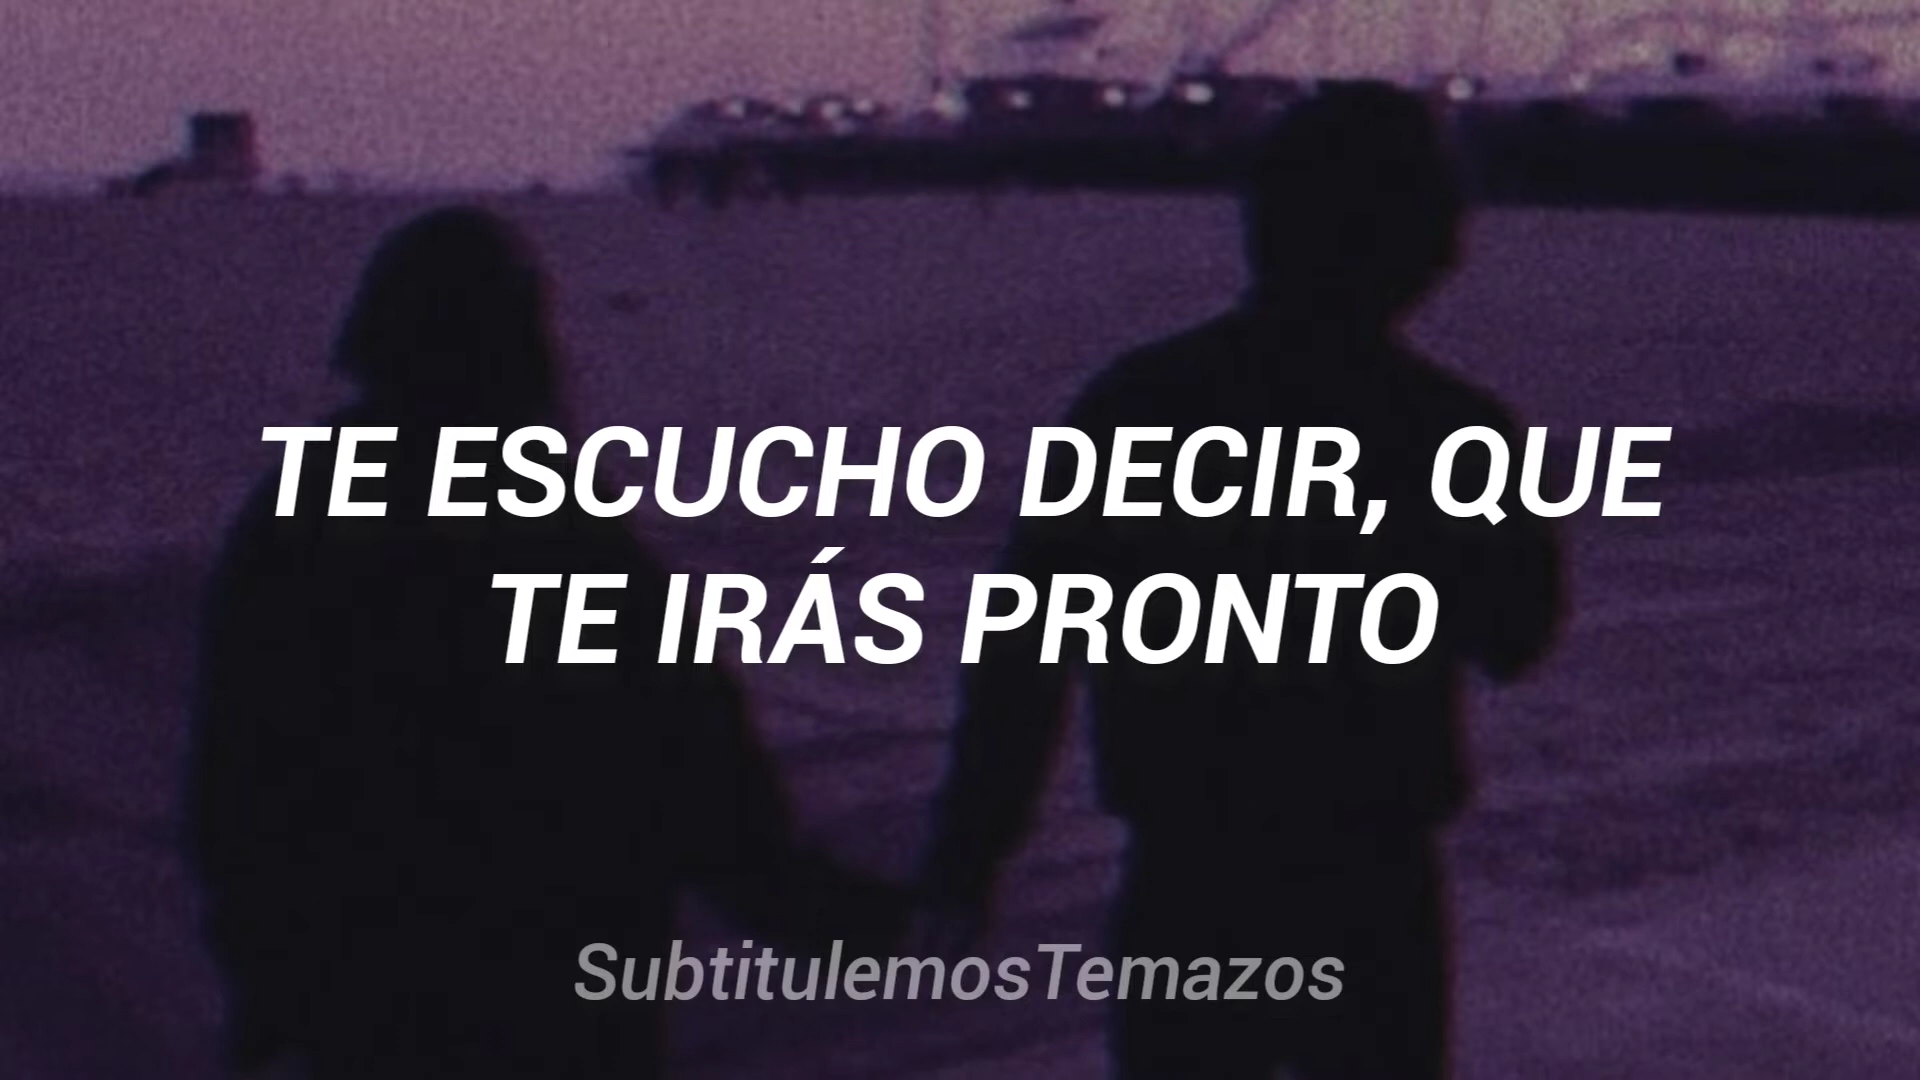 TE ESCUCHO DECIR, QUE
TE IRÁS PRONTO
SubtitulemosTemazos